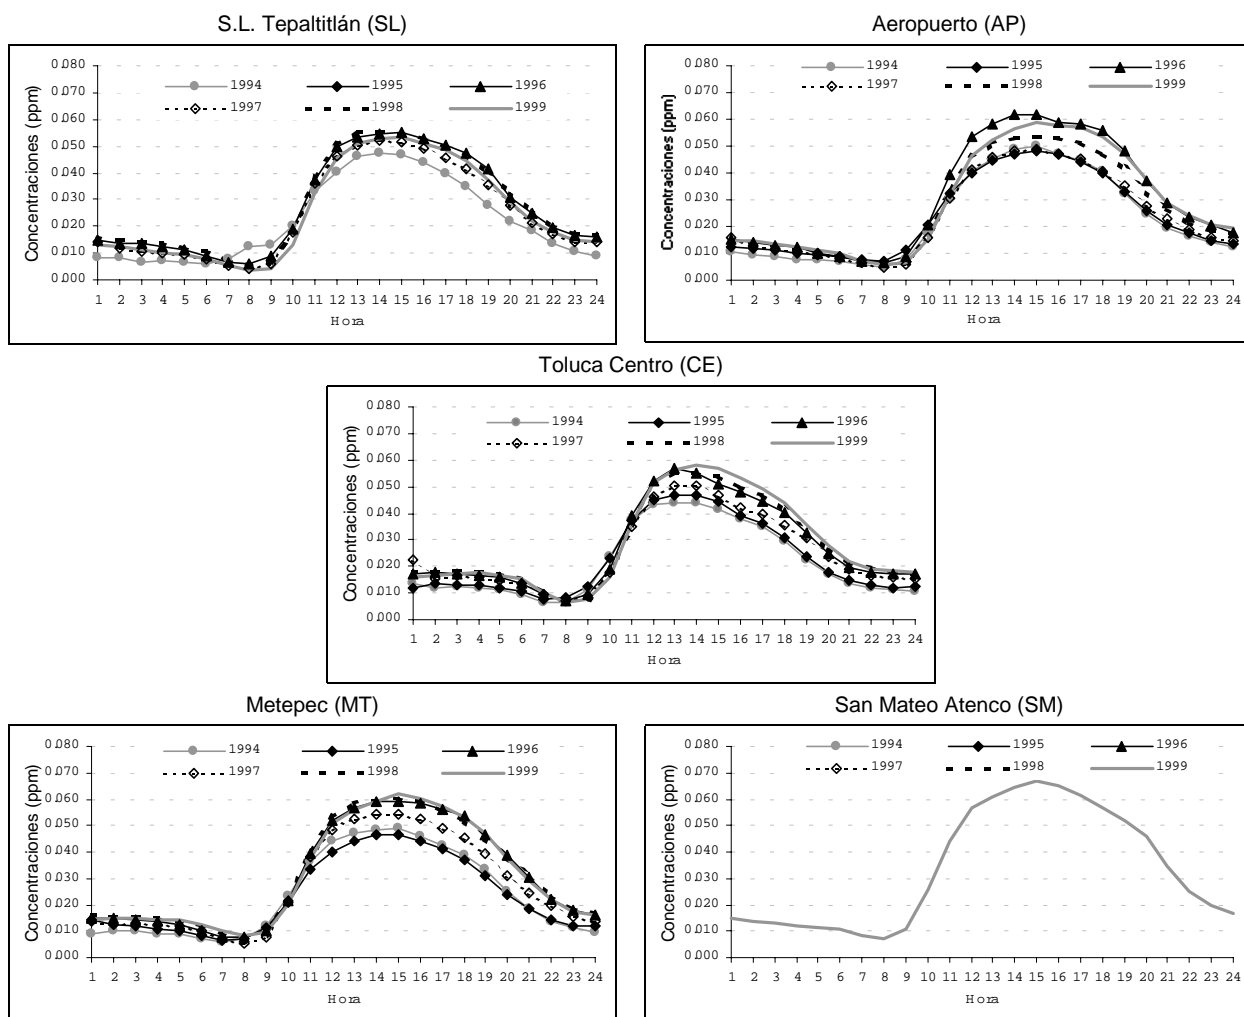 S.L. Tepaltitlán (SL)
Concentraciones (ppm)
0.080
0.070
0.060
0.050
0.040
0.030
0.020
0.010
0.000
1994 1995 1996
1997 1998 1999
1 2 3 4 5 6 7 8 9 10 11 12 13 14 15 16 17 18 19 20 21 22 23 24
Hora
Aeropuerto (AP)
Concentraciones (ppm)
0.080
0.070
0.060
0.050
0.040
0.030
0.020
0.010
0.000
1994 1995 1996
1997 1998 1999
1 2 3 4 5 6 7 8 9 10 11 12 13 14 15 16 17 18 19 20 21 22 23 24
Hora
Toluca Centro (CE)
Concentraciones (ppm)
0.080
0.070
0.060
0.050
0.040
0.030
0.020
0.010
0.000
1994 1995 1996
1997 1998 1999
1 2 3 4 5 6 7 8 9 10 11 12 13 14 15 16 17 18 19 20 21 22 23 24
Hora
Metepec (MT)
Concentraciones (ppm)
0.080
0.070
0.060
0.050
0.040
0.030
0.020
0.010
0.000
1994 1995 1996
1997 1998 1999
1 2 3 4 5 6 7 8 9 10 11 12 13 14 15 16 17 18 19 20 21 22 23 24
Hora
San Mateo Atenco (SM)
Concentraciones (ppm)
0.080
0.070
0.060
0.050
0.040
0.030
0.020
0.010
0.000
1994 1995 1996
1997 1998 1999
1 2 3 4 5 6 7 8 9 10 11 12 13 14 15 16 17 18 19 20 21 22 23 24
Hora